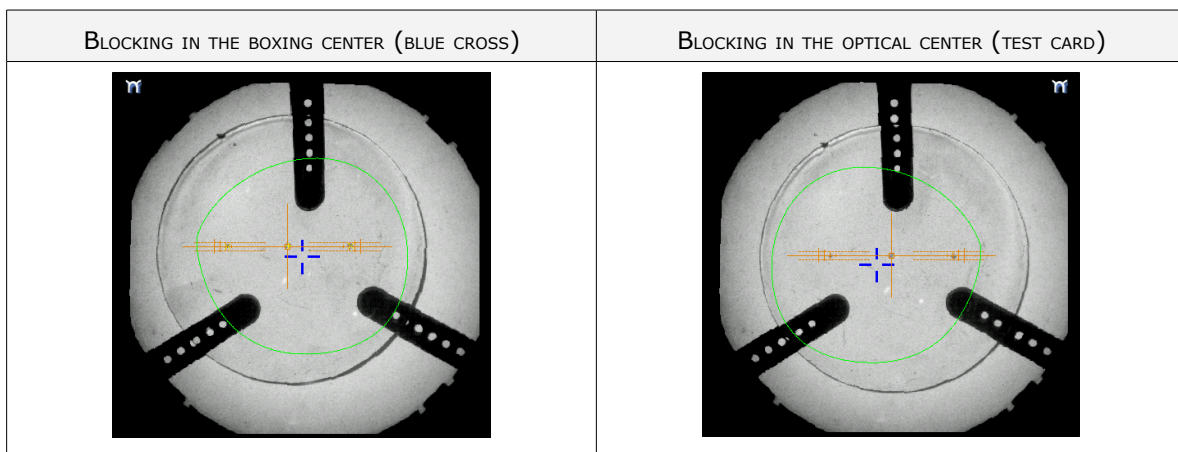 BLOCKING IN THE BOXING CENTER (BLUE CROSS)
BLOCKING IN THE OPTICAL CENTER (TEST CARD)